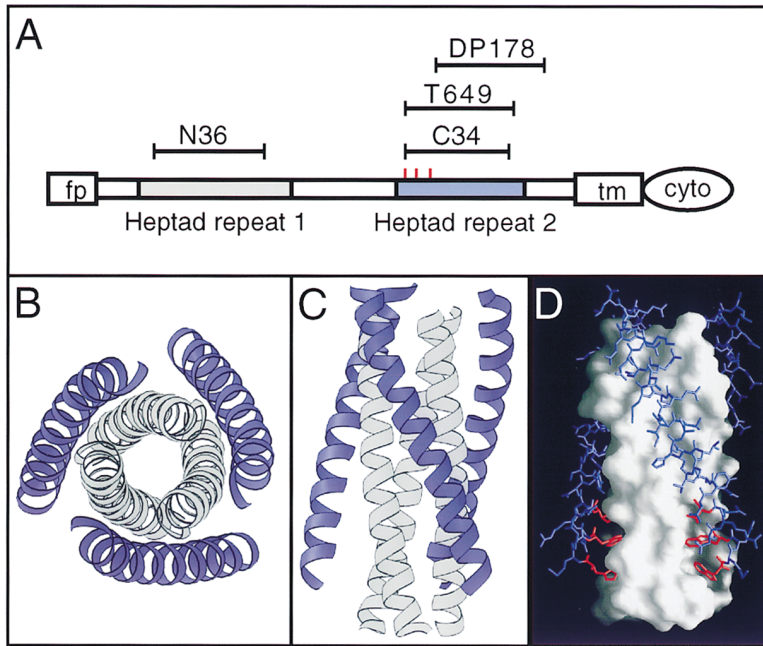 A
DP178
T649
N36
C34
fp
tm
cyto
Heptad repeat 1
Heptad repeat 2
B
C
D